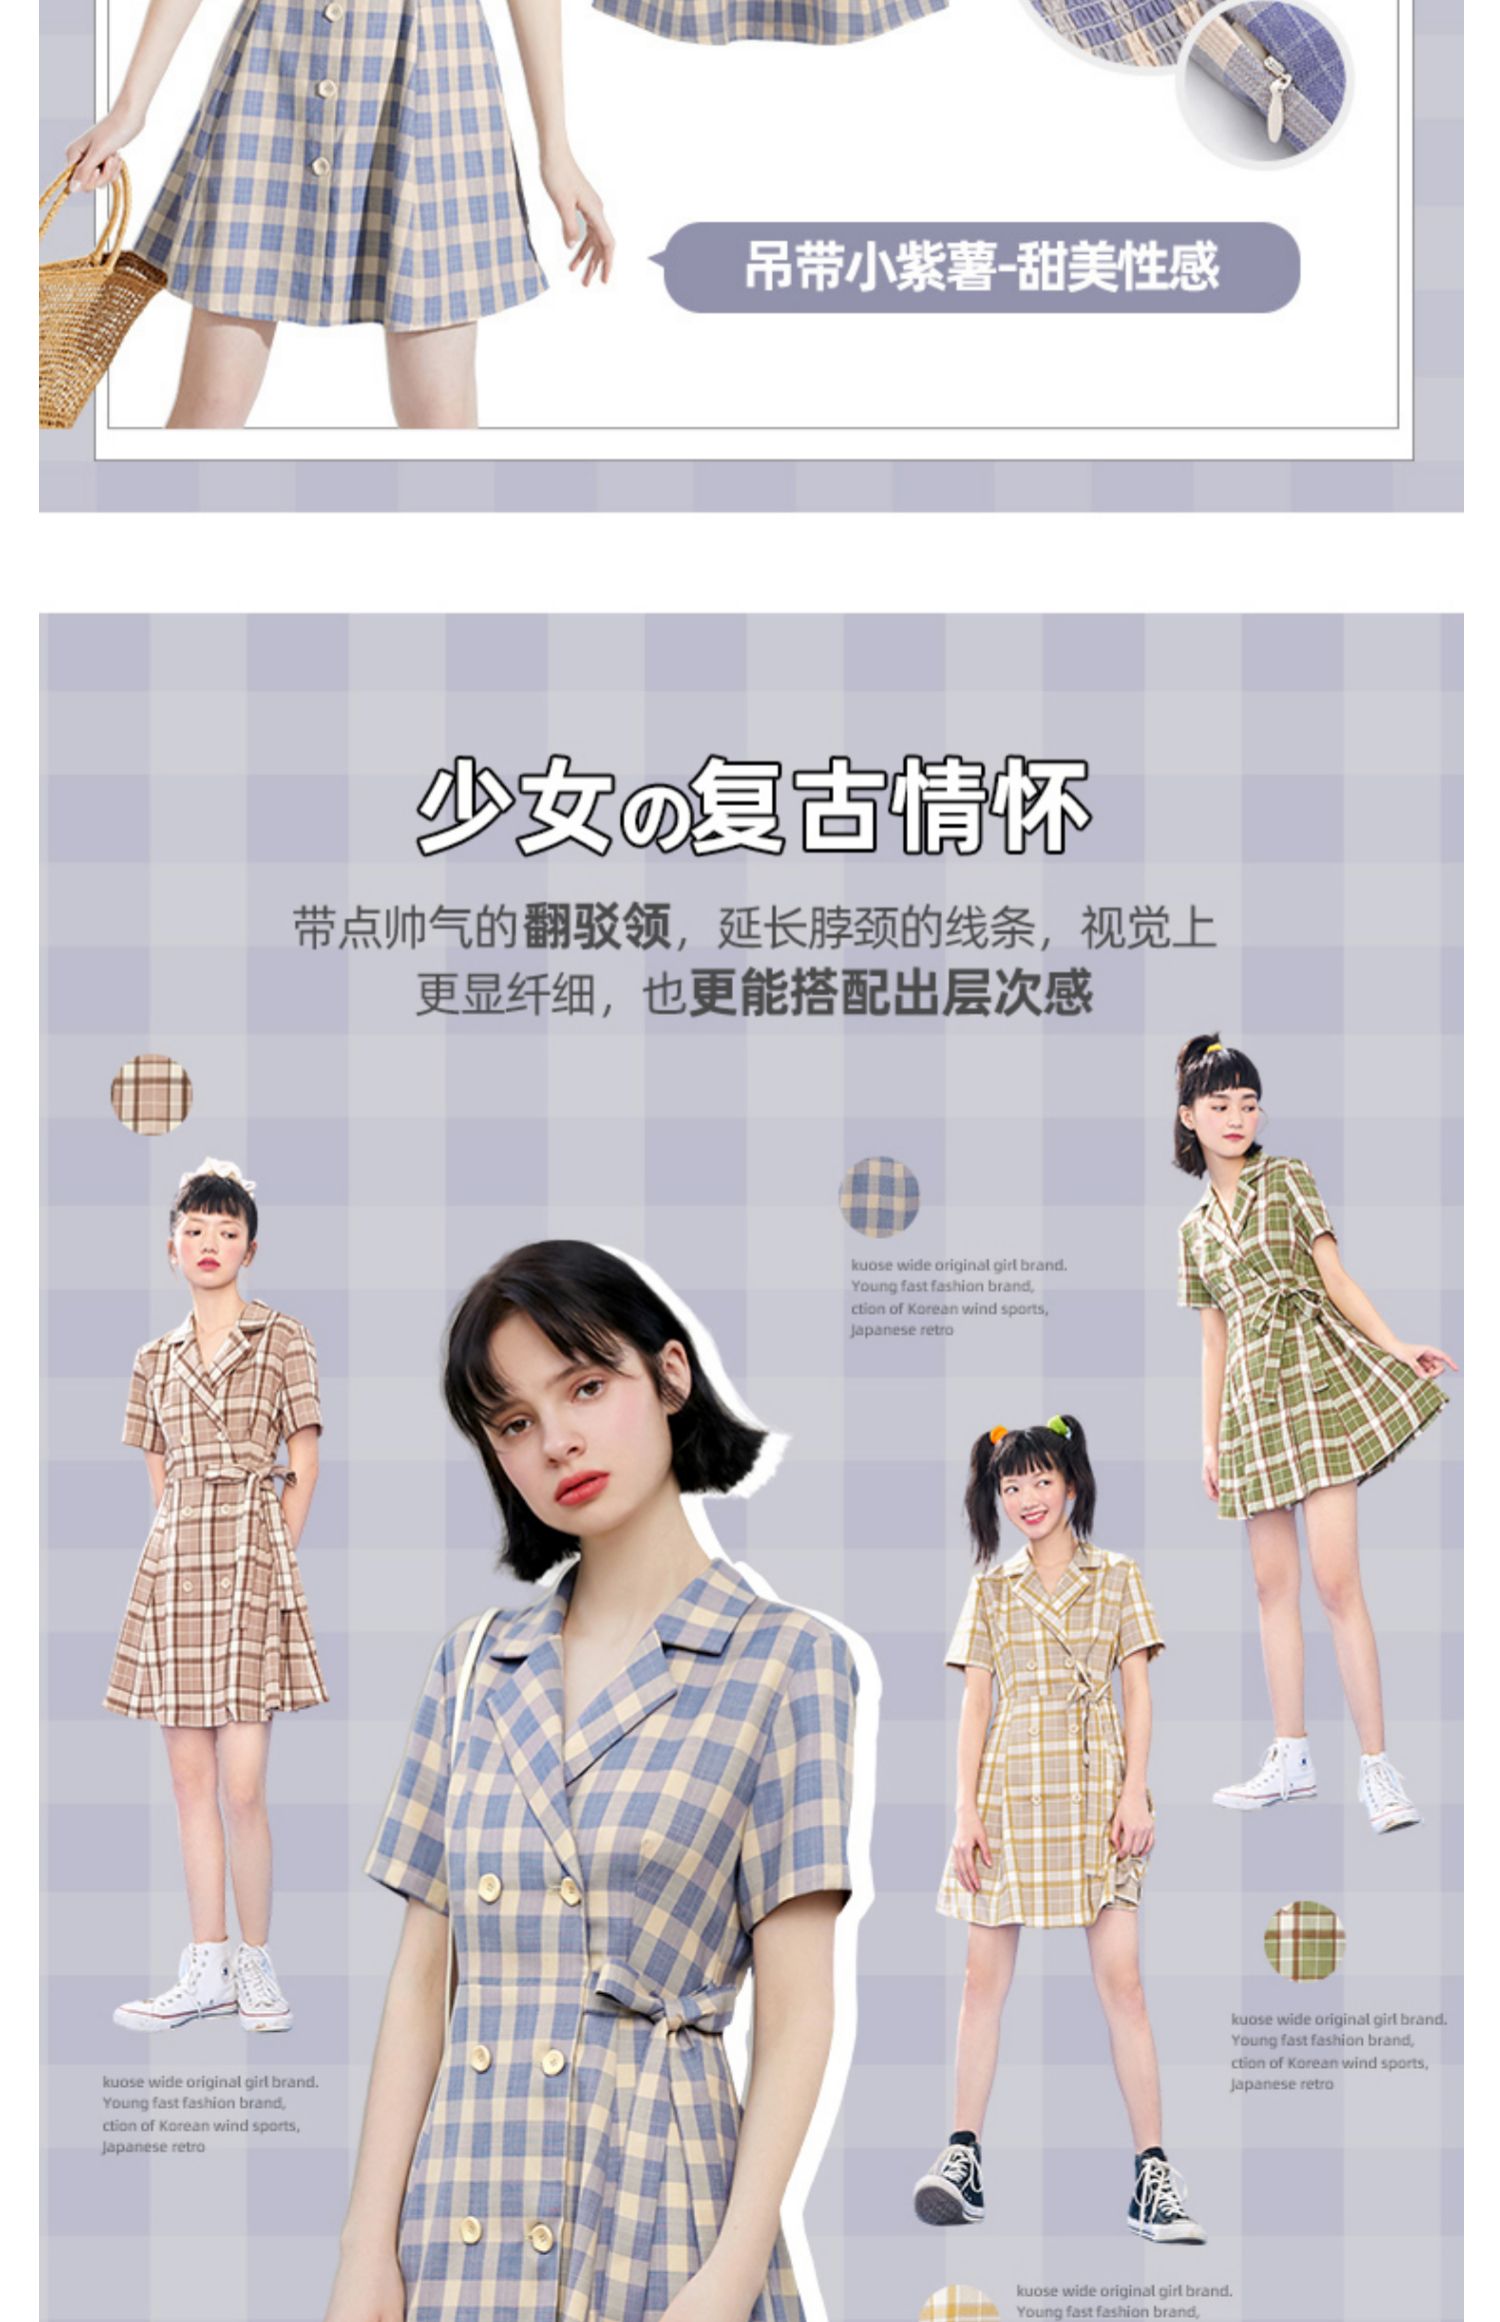 吊带小紫薯-甜美性感
少女の复古情怀
带点帅气的翻驳领，延长脖颈的线条，视觉上
更显纤细，也更能搭配出层次感
kuose wide original girl brand.
Young fast fashion brand,
ction of Korean wind sports,
Japanese retro
kuose wide original girl brand.
Young fast fashion brand,
ction of Korean wind sports,
Japanese retro
kuose wide original girl brand.
Young fast fashion brand,
ction of Korean wind sports,
Japanese retro
kuose wide original girl brand.
Young fast fashion brand,